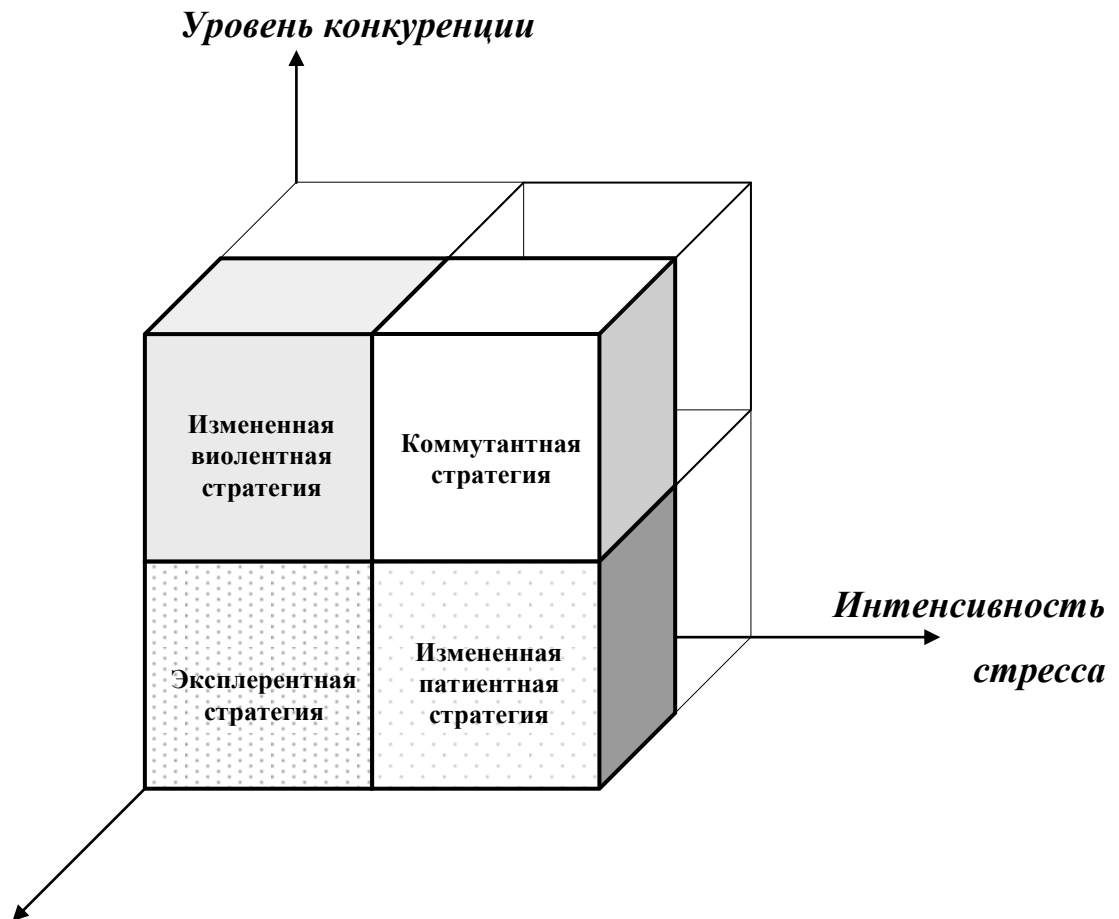 Уровень конкуренции
Измененная
виолентная
стратегия
Коммутантная
стратегия
Интенсивность
стресса
Эксплерентная
стратегия
Измененная
патиентная
стратегия